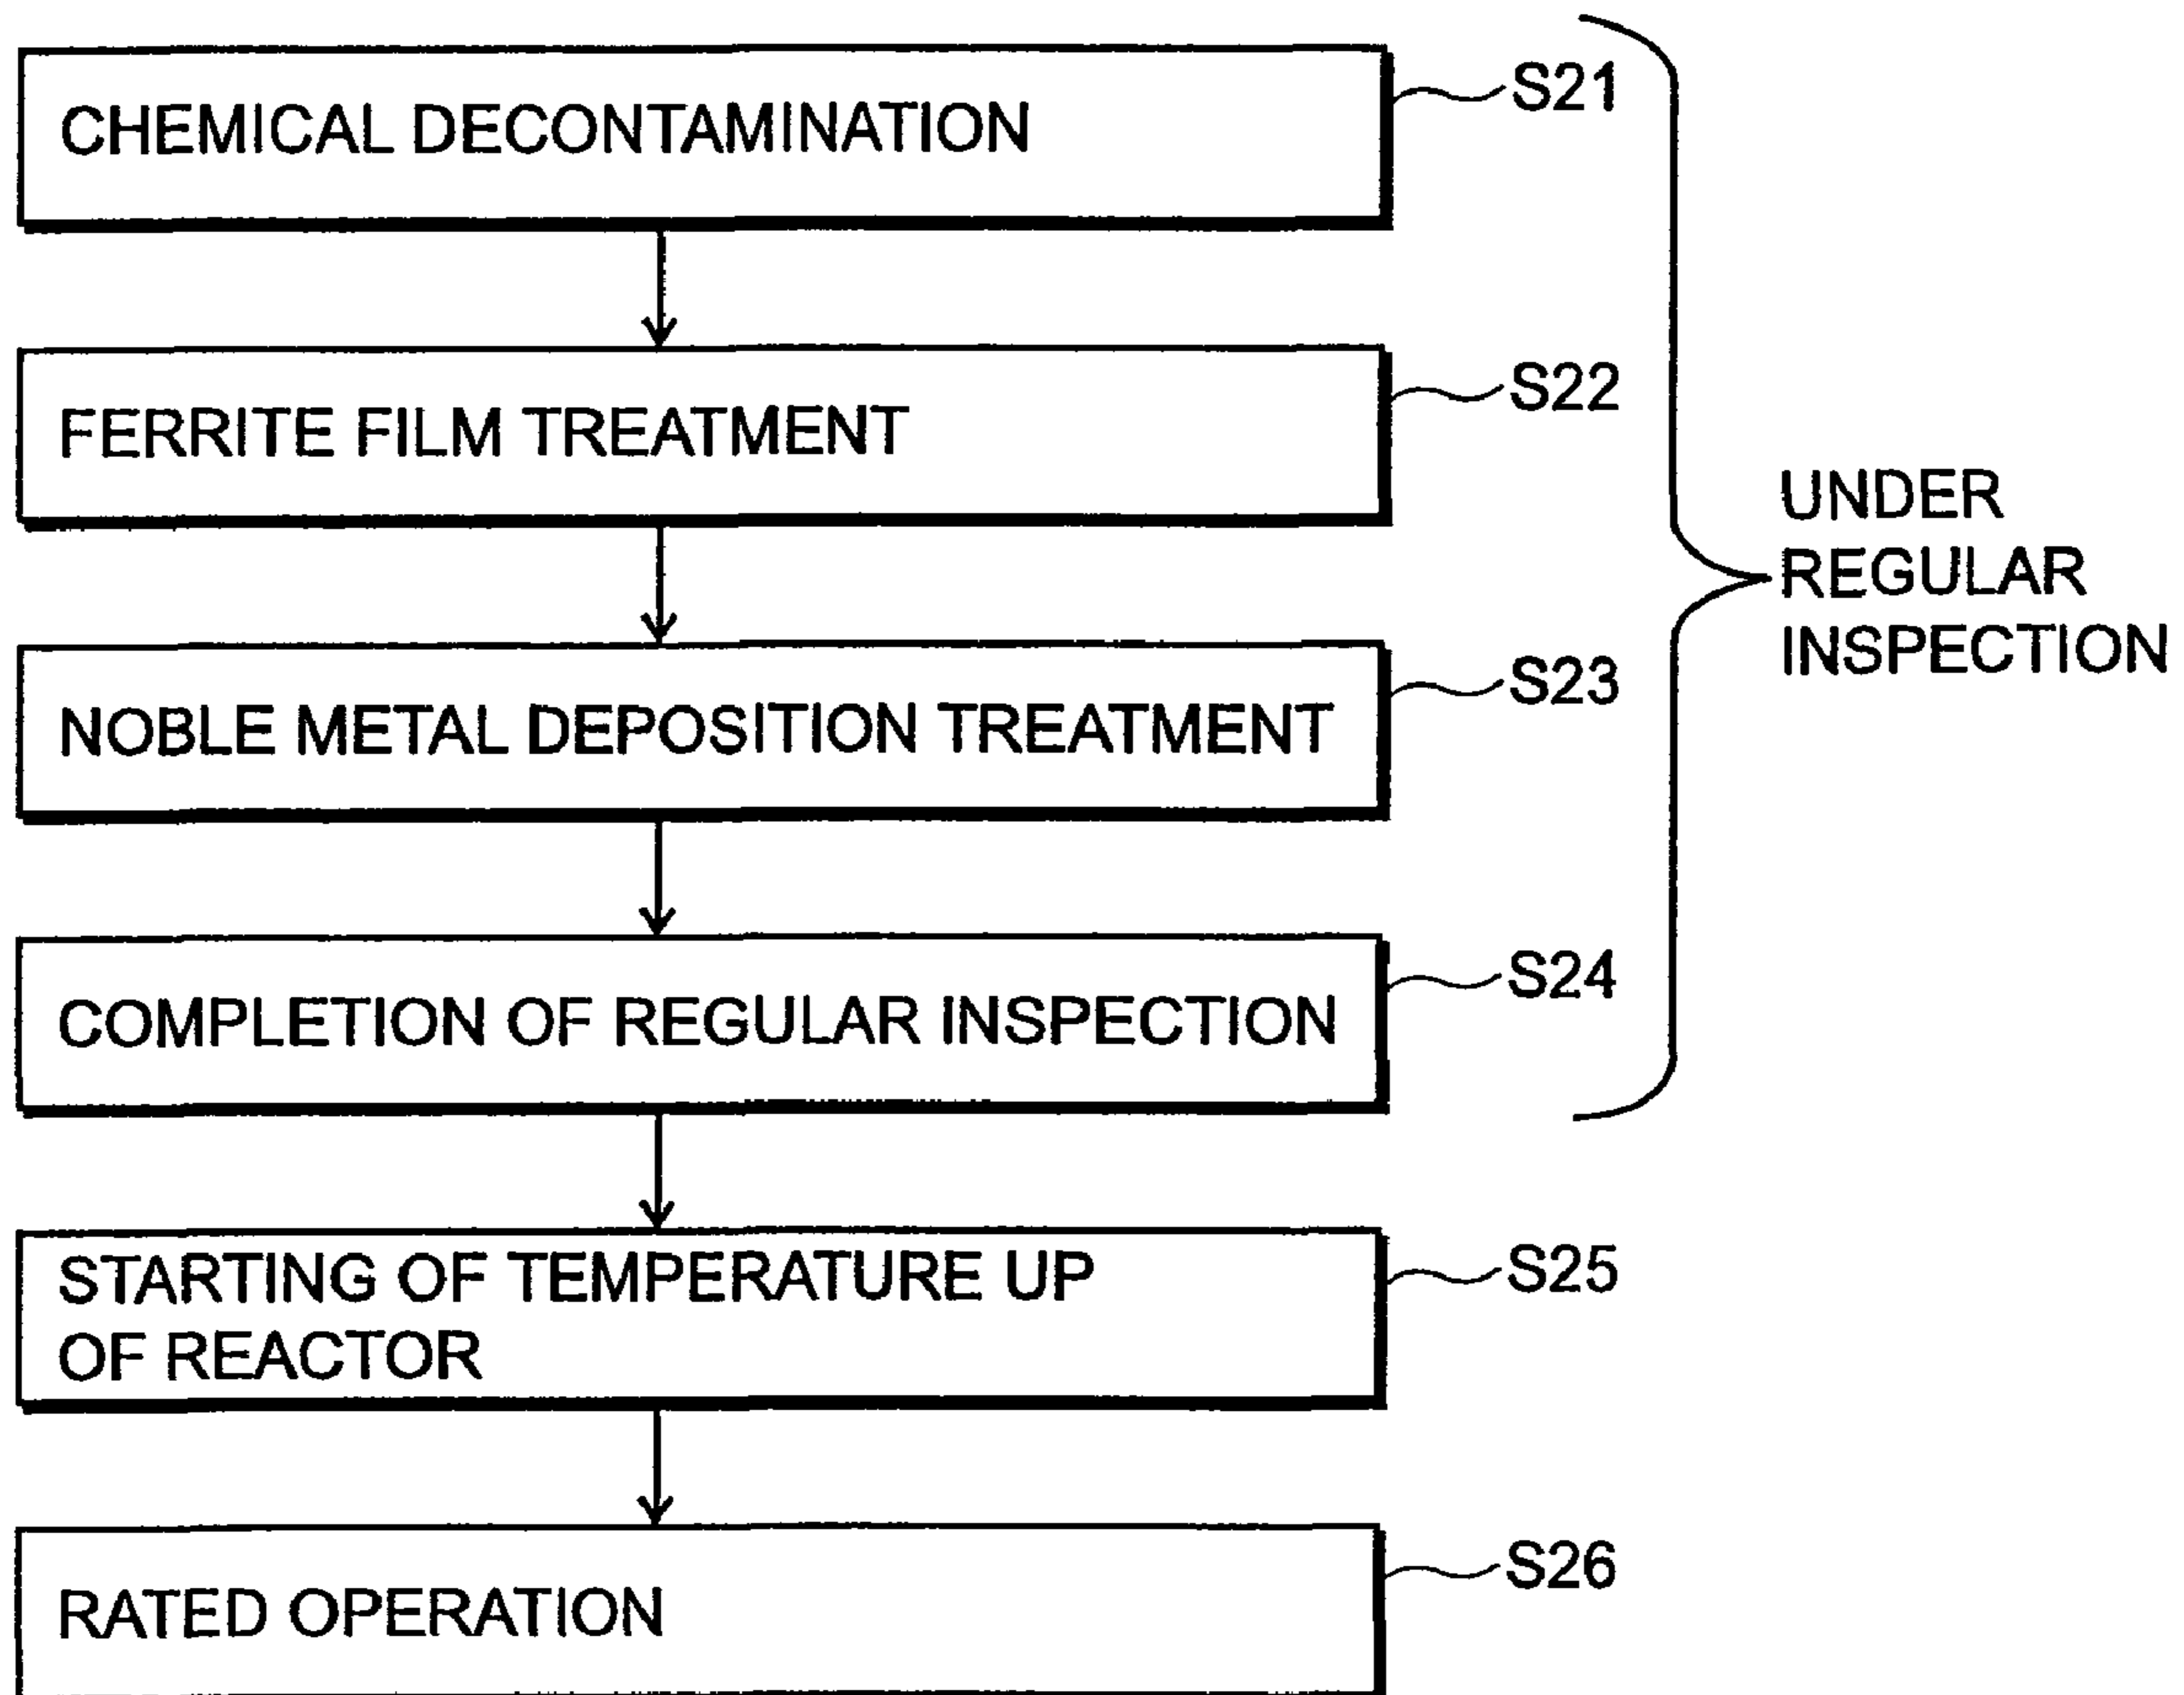 CHEMICAL DECONTAMINATION
S21
FERRITE FILM TREATMENT
S22
UNDER
REGULAR
INSPECTION
NOBLE METAL DEPOSITION TREATMENT
S23
COMPLETION OF REGULAR INSPECTION
S24
STARTING OF TEMPERATURE UP
OF REACTOR
S25
RATED OPERATION
S26